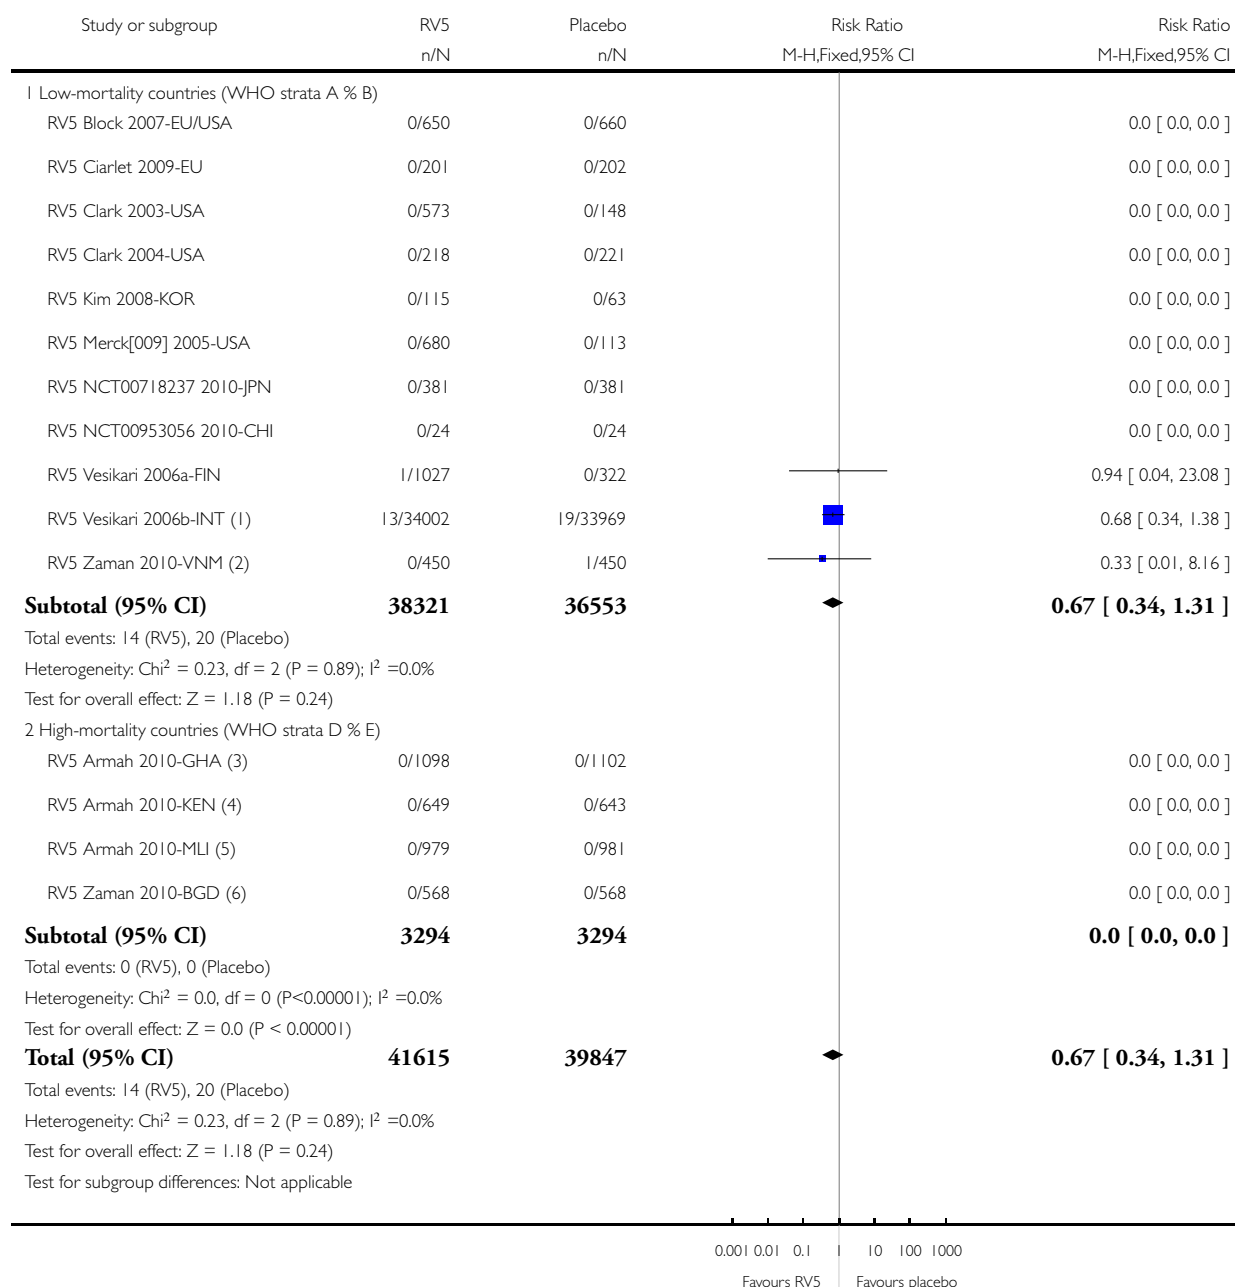 Study or subgroup RV5 Placebo Risk Ratio Risk Ratio
n/N n/N M-H,Fixed,95% CI M-H,Fixed,95% CI
1 Low-mortality countries (WHO strata A % B)
RV5 Block 2007-EU/USA 0/650 0/660 0.0 [ 0.0, 0.0 ]
RV5 Ciarlet 2009-EU 0/201 0/202 0.0 [ 0.0, 0.0 ]
RV5 Clark 2003-USA 0/573 0/148 0.0 [ 0.0, 0.0 ]
RV5 Clark 2004-USA 0/218 0/221 0.0 [ 0.0, 0.0 ]
RV5 Kim 2008-KOR 0/115 0/63 0.0 [ 0.0, 0.0 ]
RV5 Merck[009] 2005-USA 0/680 0/113 0.0 [ 0.0, 0.0 ]
RV5 NCT00718237 2010-JPN 0/381 0/381 0.0 [ 0.0, 0.0 ]
RV5 NCT00953056 2010-CHI 0/24 0/24 0.0 [ 0.0, 0.0 ]
RV5 Vesikari 2006a-FIN 1/1027 0/322 0.94 [ 0.04, 23.08 ]
RV5 Vesikari 2006b-INT (1) 13/34002 19/33969 0.68 [ 0.34, 1.38 ]
RV5 Zaman 2010-VNM (2) 0/450 1/450 0.33 [ 0.01, 8.16 ]
Subtotal (95% CI) 38321 36553 0.67 [ 0.34, 1.31 ]
Total events: 14 (RV5), 20 (Placebo)
Heterogeneity: Chi² = 0.23, df = 2 (P = 0.89); I² =0.0%
Test for overall effect: Z = 1.18 (P = 0.24)
2 High-mortality countries (WHO strata D % E)
RV5 Armah 2010-GHA (3) 0/1098 0/1102 0.0 [ 0.0, 0.0 ]
RV5 Armah 2010-KEN (4) 0/649 0/643 0.0 [ 0.0, 0.0 ]
RV5 Armah 2010-MLI (5) 0/979 0/981 0.0 [ 0.0, 0.0 ]
RV5 Zaman 2010-BGD (6) 0/568 0/568 0.0 [ 0.0, 0.0 ]
Subtotal (95% CI) 3294 3294 0.0 [ 0.0, 0.0 ]
Total events: 0 (RV5), 0 (Placebo)
Heterogeneity: Chi² = 0.0, df = 0 (P<0.00001); I² =0.0%
Test for overall effect: Z = 0.0 (P < 0.00001)
Total (95% CI) 41615 39847 0.67 [ 0.34, 1.31 ]
Total events: 14 (RV5), 20 (Placebo)
Heterogeneity: Chi² = 0.23, df = 2 (P = 0.89); I² =0.0%
Test for overall effect: Z = 1.18 (P = 0.24)
Test for subgroup differences: Not applicable
0.001 0.01 0.1 1 10 100 1000
Favours RV5 Favours placebo